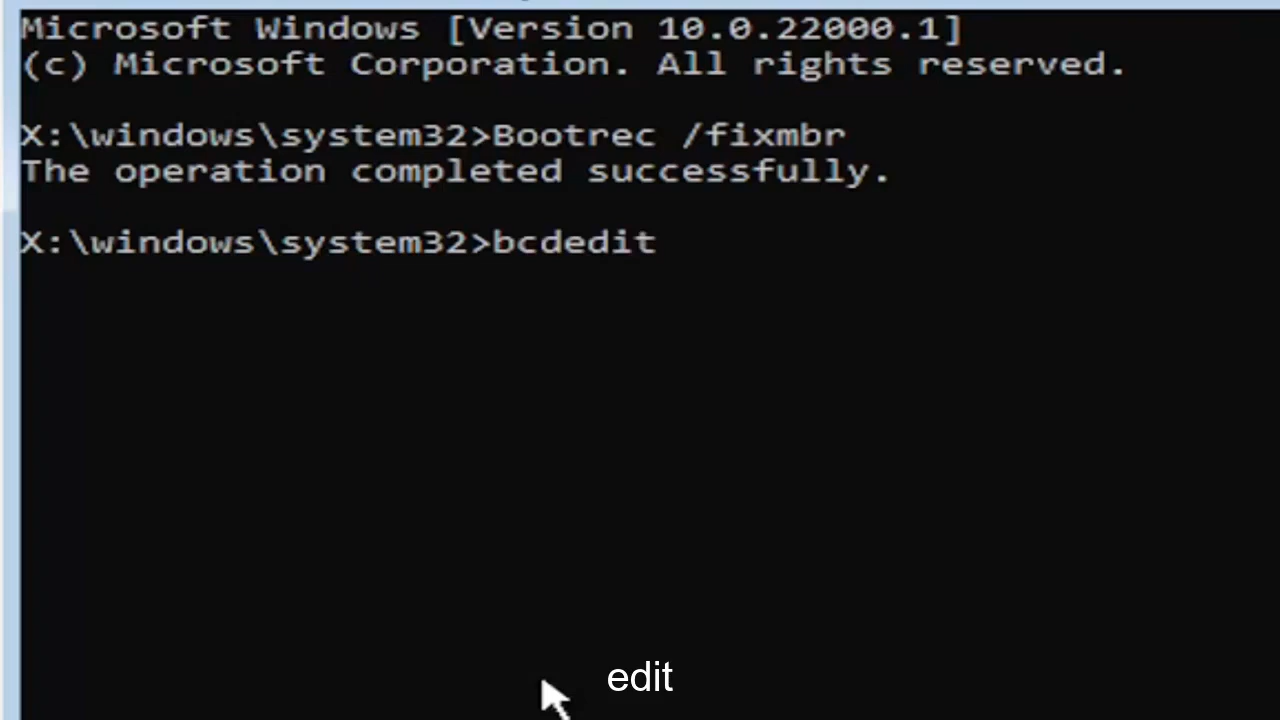 Microsoft Windows [Version 10.0.22000.1]
(c) Microsoft Corporation. All rights reserved.
X:\windows\system32>Bootrec /fixmbr
The operation completed successfully.
X:\windows\system32>bcdedit
edit